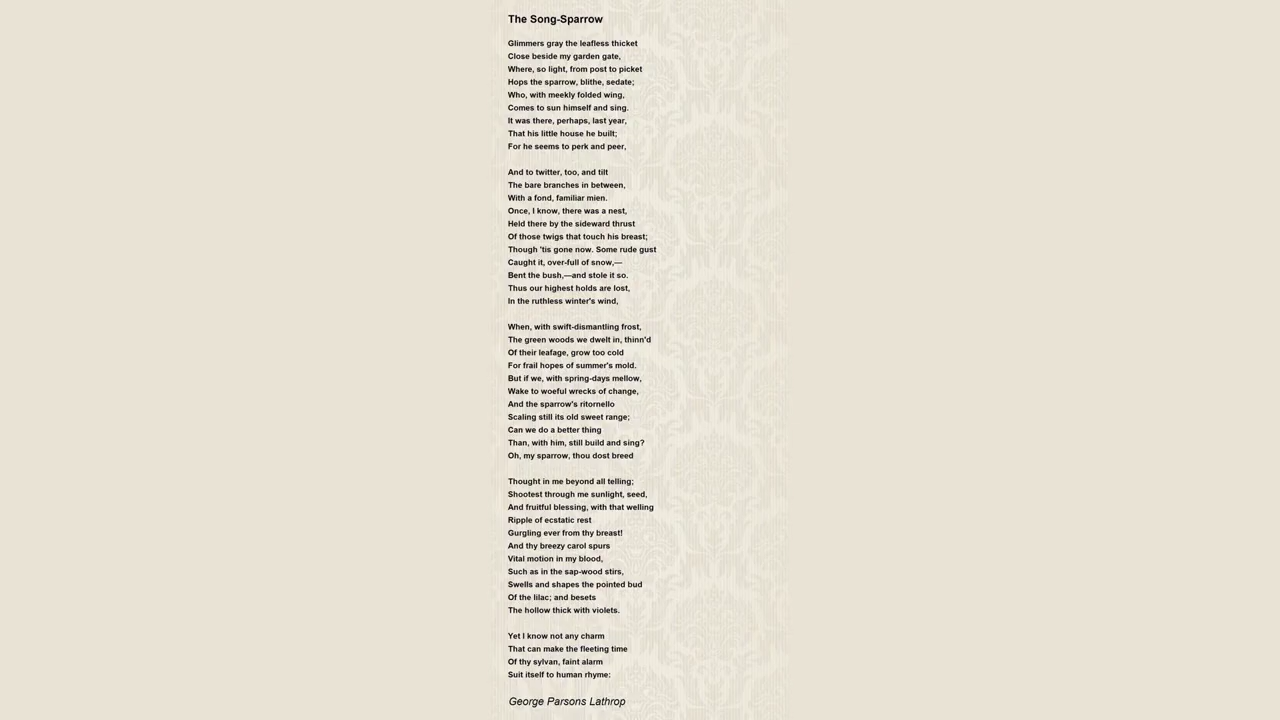 The Song-Sparrow
Glimmers gray the leafless thicket
Close beside my garden gate,
Where, so light, from post to picket
Hops the sparrow, blithe, sedate;
Who, with meekly folded wing,
Comes to sun himself and sing.
It was there, perhaps, last year,
That his little house he built;
For he seems to perk and peer,
And to twitter, too, and tilt
The bare branches in between,
With a fond, familiar mien.
Once, I know, there was a nest,
Held there by the sideward thrust
Of those twigs that touch his breast;
Though 'tis gone now. Some rude gust
Caught it, over-full of snow,—
Bent the bush,—and stole it so.
Thus our highest holds are lost,
In the ruthless winter's wind,
When, with swift-dismantling frost,
The green woods we dwelt in, thinn'd
Of their leafage, grow too cold
For frail hopes of summer's mold.
But if we, with spring-days mellow,
Wake to woeful wrecks of change,
And the sparrow's ritornello
Scaling still its old sweet range;
Can we do a better thing
Than, with him, still build and sing?
Oh, my sparrow, thou dost breed
Thought in me beyond all telling;
Shootest through me sunlight, seed,
And fruitful blessing, with that welling
Ripple of ecstatic rest
Gurgling ever from thy breast!
And thy breezy carol spurs
Vital motion in my blood,
Such as in the sap-wood stirs,
Swells and shapes the pointed bud
Of the lilac; and besets
The hollow thick with violets.
Yet I know not any charm
That can make the fleeting time
Of thy sylvan, faint alarm
Suit itself to human rhyme:
George Parsons Lathrop